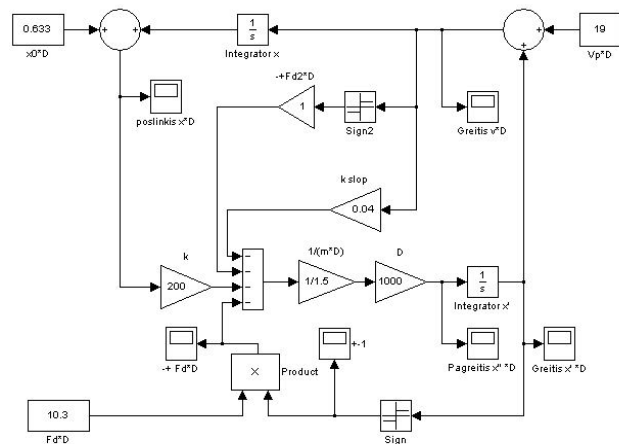 0.633
x0*D
+
+
1
s
Integrator x
+
+
19
Vp*D
poslinkis x*D
-+Fd2*D
1
Sign2
Greitis v*D
k slop
0.04
k
200
−
−
−
−
1/(m*D)
1/1.5
D
1000
1
s
Integrator x'
-+ Fd*D
×
Product
+-1
Pagreitis x'' *D
Greitis x' *D
10.3
Fd*D
Sign